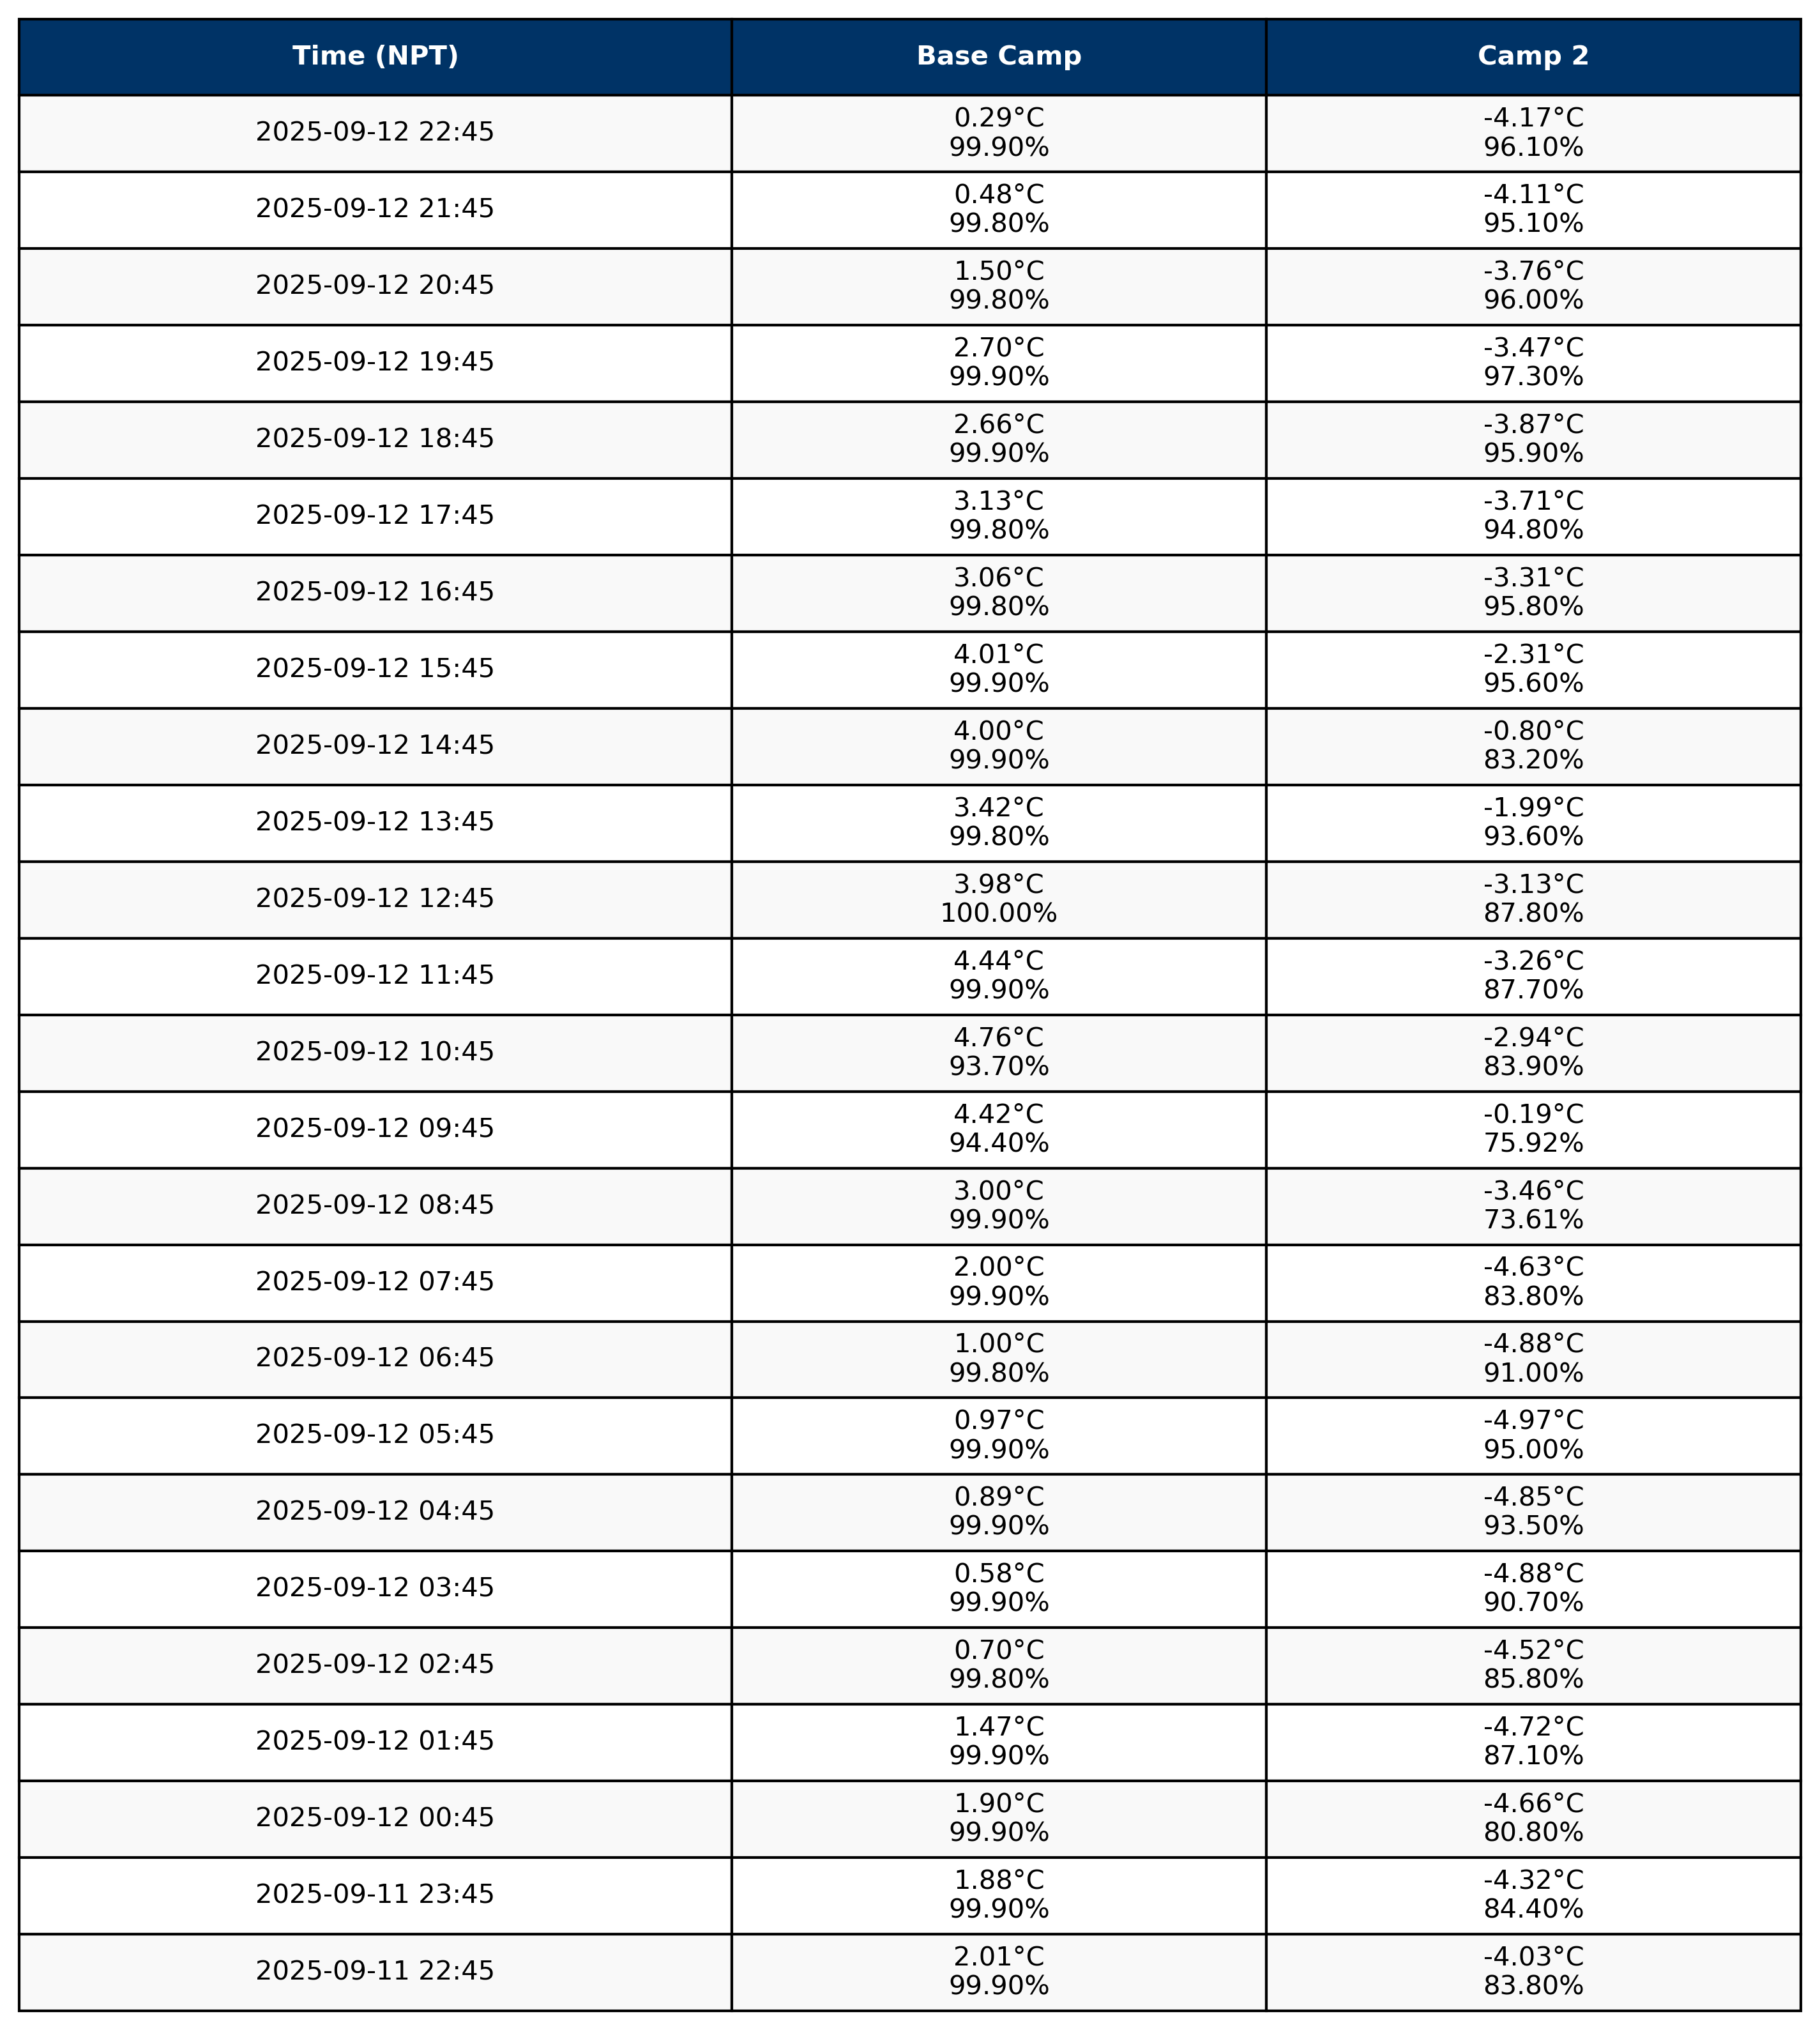 Time (NPT) Base Camp Camp 2
2025-09-12 22:45 0.29°C -4.17°C
99.90% 96.10%
2025-09-12 21:45 0.48°C -4.11°C
99.80% 95.10%
2025-09-12 20:45 1.50°C -3.76°C
99.80% 96.00%
2025-09-12 19:45 2.70°C -3.47°C
99.90% 97.30%
2025-09-12 18:45 2.66°C -3.87°C
99.90% 95.90%
2025-09-12 17:45 3.13°C -3.71°C
99.80% 94.80%
2025-09-12 16:45 3.06°C -3.31°C
99.80% 95.80%
2025-09-12 15:45 4.01°C -2.31°C
99.90% 95.60%
2025-09-12 14:45 4.00°C -0.80°C
99.90% 83.20%
2025-09-12 13:45 3.42°C -1.99°C
99.80% 93.60%
2025-09-12 12:45 3.98°C -3.13°C
100.00% 87.80%
2025-09-12 11:45 4.44°C -3.26°C
99.90% 87.70%
2025-09-12 10:45 4.76°C -2.94°C
93.70% 83.90%
2025-09-12 09:45 4.42°C -0.19°C
94.40% 75.92%
2025-09-12 08:45 3.00°C -3.46°C
99.90% 73.61%
2025-09-12 07:45 2.00°C -4.63°C
99.90% 83.80%
2025-09-12 06:45 1.00°C -4.88°C
99.80% 91.00%
2025-09-12 05:45 0.97°C -4.97°C
99.90% 95.00%
2025-09-12 04:45 0.89°C -4.85°C
99.90% 93.50%
2025-09-12 03:45 0.58°C -4.88°C
99.90% 90.70%
2025-09-12 02:45 0.70°C -4.52°C
99.80% 85.80%
2025-09-12 01:45 1.47°C -4.72°C
99.90% 87.10%
2025-09-12 00:45 1.90°C -4.66°C
99.90% 80.80%
2025-09-11 23:45 1.88°C -4.32°C
99.90% 84.40%
2025-09-11 22:45 2.01°C -4.03°C
99.90% 83.80%